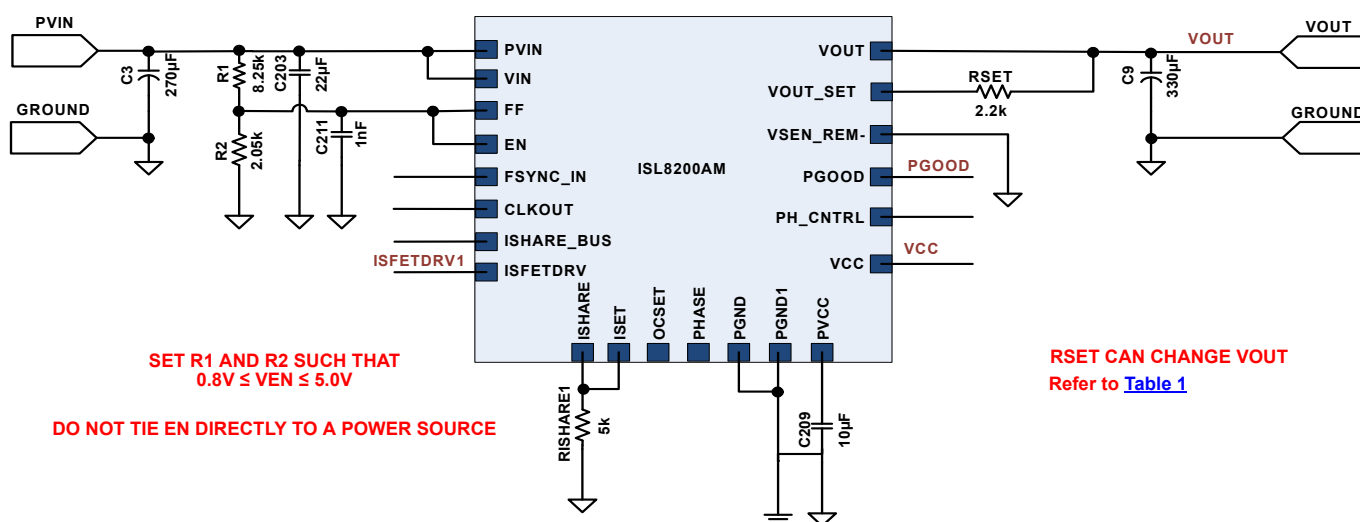 PVIN
GROUND
C3
270µF
R1
8.25k
C203
22µF
R2
2.05k
C211
1nF
PVIN
VIN
FF
EN
FSYNC_IN
CLKOUT
ISHARE_BUS
ISFETDRV1
ISFETDRV
ISL8200AM
VOUT
VOUT_SET
VSEN_REM-
PGOOD
PH_CNTRL
VCC
RSET
2.2k
PGOOD
VCC
VOUT
C9
330µF
VOUT
GROUND
ISHARE
ISET
OCSET
PHASE
PGND
PGND1
PVCC
RISHARE1
5k
C209
10µF
SET R1 AND R2 SUCH THAT
0.8V ≤ VEN ≤ 5.0V
DO NOT TIE EN DIRECTLY TO A POWER SOURCE
RSET CAN CHANGE VOUT
Refer to Table 1